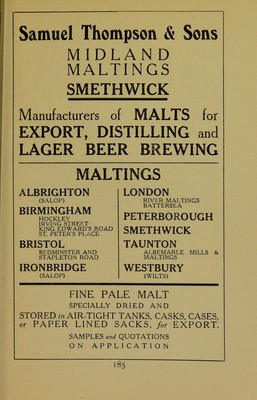 Samuel Thompson & Sons
MIDLAND
MALTINGS
SMETHWICK
Manufacturers of MALTS for
EXPORT, DISTILLING and
LAGER BEER BREWING
MALTINGS
ALBRIGHTON
(SALOP)
BIRMINGHAM
HOCKLEY
IRVING STREET
KING EDWARD'S ROAD
ST. PETER'S PLACE
BRISTOL
BEDMINSTER AND
STAPLETON ROAD
IRONBRIDGE
(SALOP)
LONDON
RIVER MALTINGS
BATTERSEA
PETERBOROUGH
SMETHWICK
TAUNTON
ALBEMARLE MILLS &
MALTINGS
WESTBURY
(WILTS)
FINE PALE MALT
SPECIALLY DRIED AND
STORED in AIR-TIGHT TANKS, CASKS, CASES,
or PAPER LINED SACKS, for EXPORT.
SAMPLES and QUOTATIONS
ON APPLICATION
185